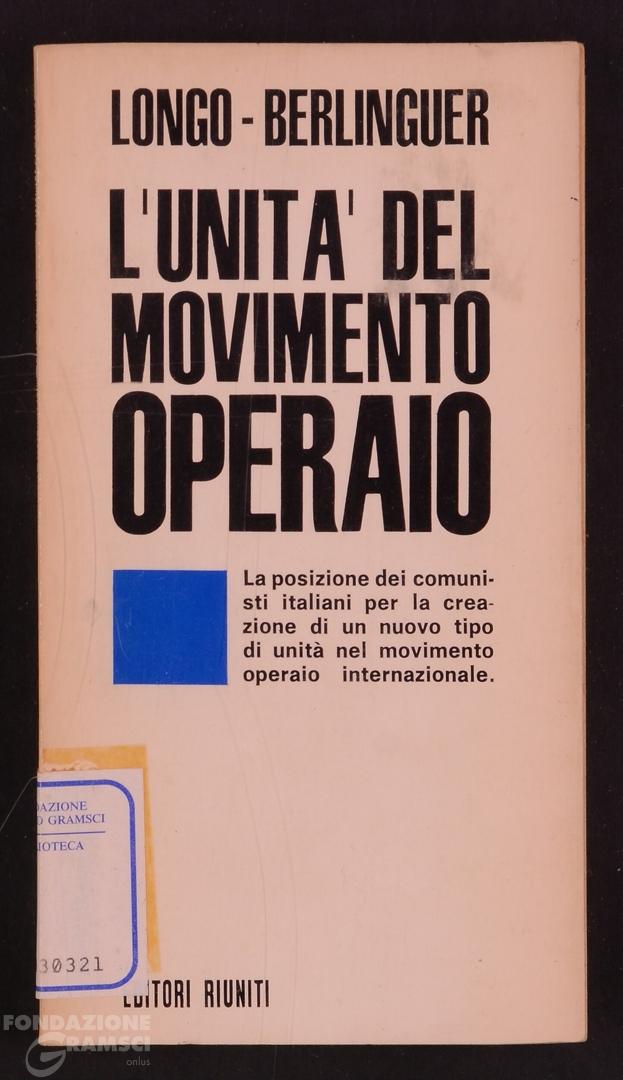 LONGO - BERLINGUER
L'UNITA' DEL
MOVIMENTO
OPERAIO
La posizione dei comuni-
sti italiani per la crea-
zione di un nuovo tipo
di unità nel movimento
operaio internazionale.
DAZIONE
O GRAMSCI
IOTECA
30321
EDITORI RIUNITI
FONDAZIONE
GRAMSCI
onlus